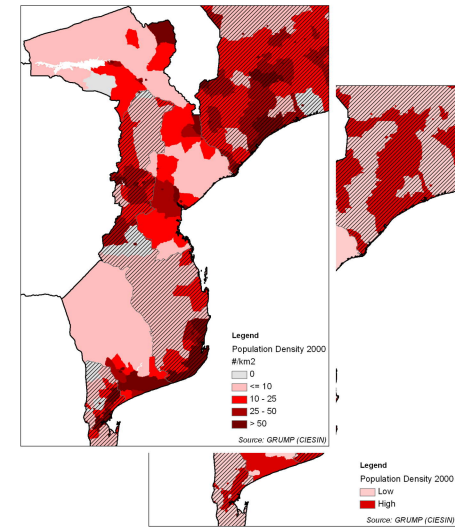 Legend
Population Density 2000
#/km2
0
<= 10
10 - 25
25 - 50
> 50
Source: GRUMP (CIESIN)
Legend
Population Density 2000
Low
High
Source: GRUMP (CIESIN)